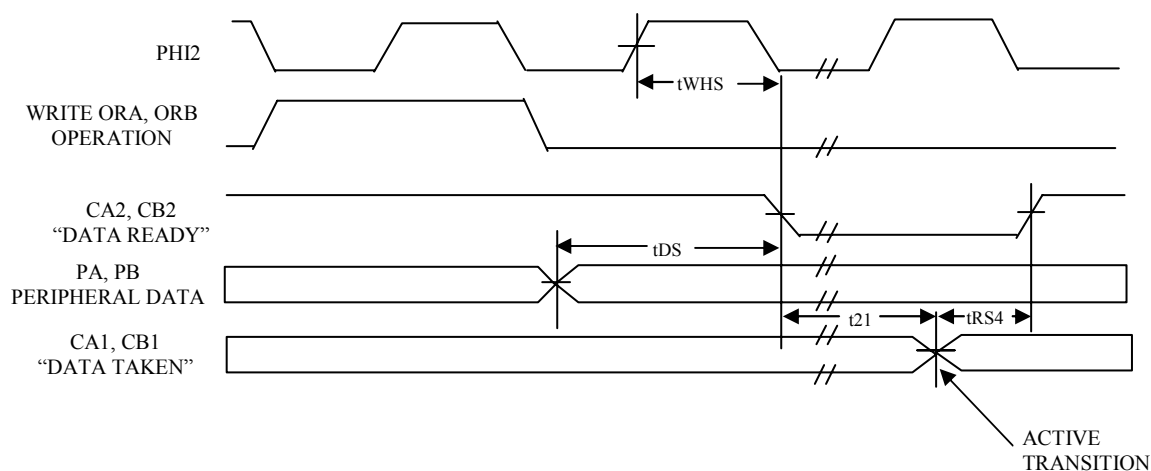 PHI2
tWHS
WRITE ORA, ORB
OPERATION
CA2, CB2
“DATA READY”
tDS
PA, PB
PERIPHERAL DATA
t21
tRS4
CA1, CB1
“DATA TAKEN”
ACTIVE
TRANSITION